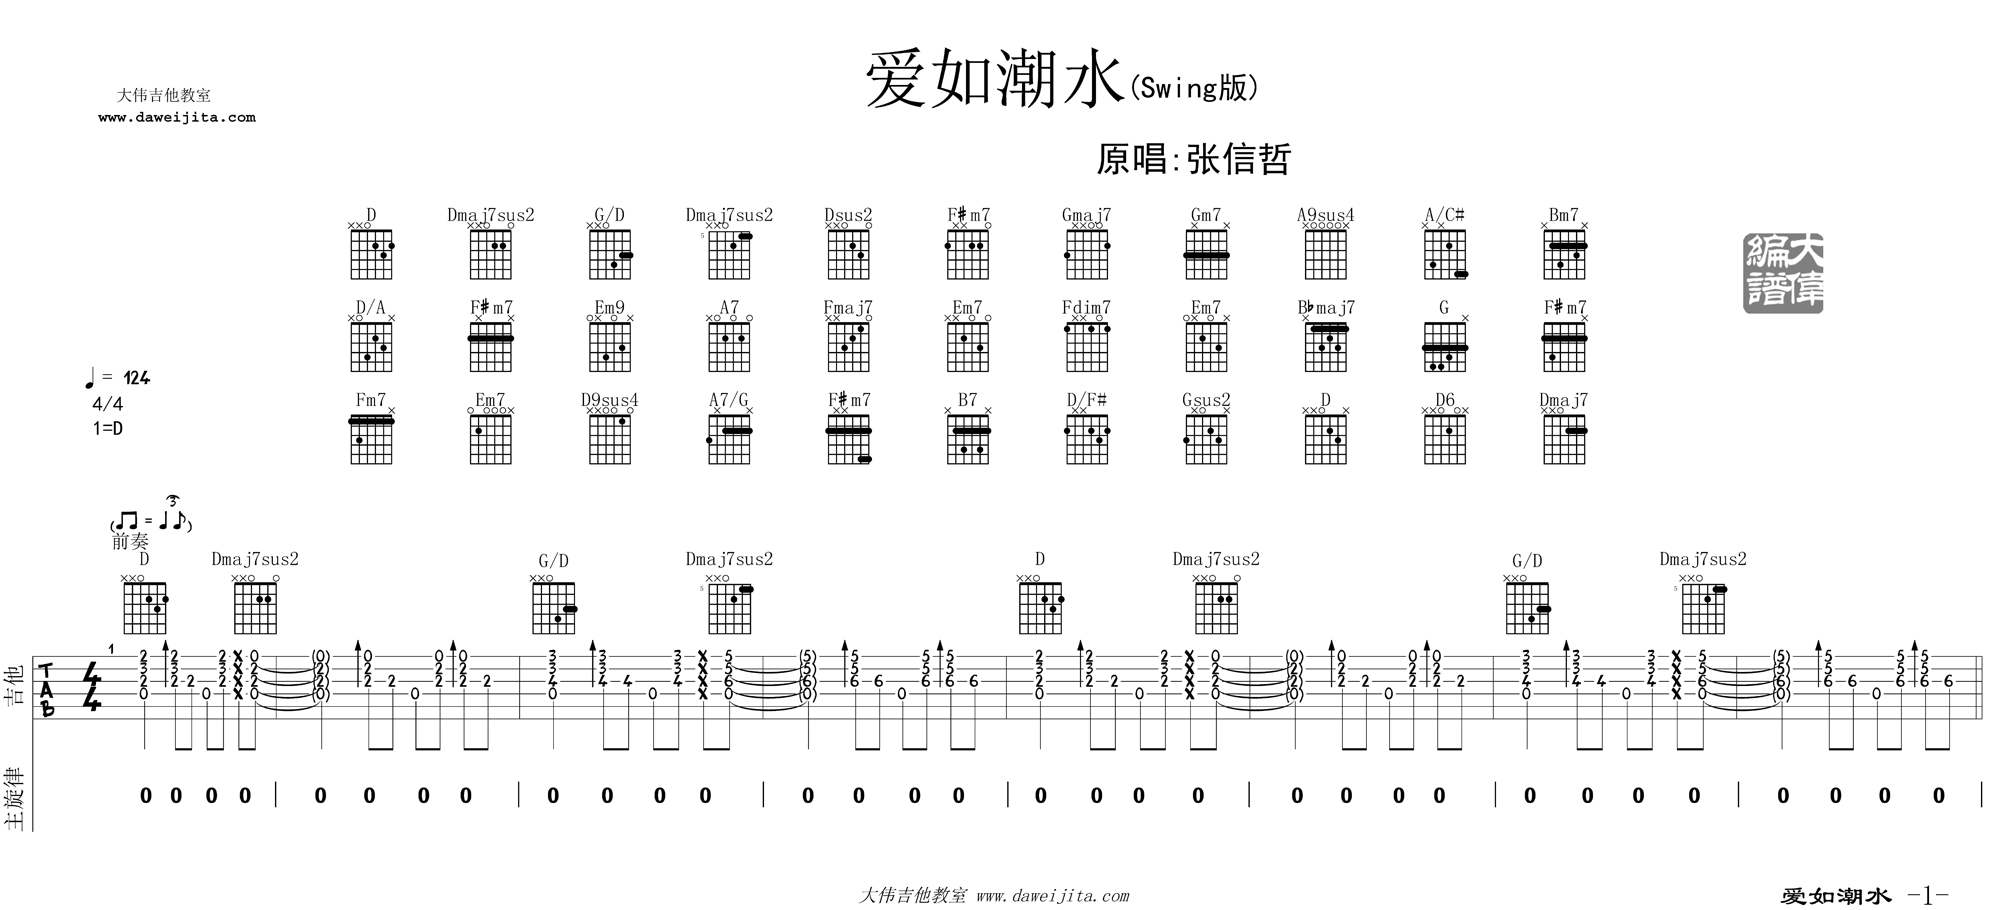 爱如潮水(Swing版)
大伟吉他教室
www.daweijita.com
原唱:张信哲
D Dmaj7sus2 G/D Dmaj7sus2 Dsus2 F♯m7 Gmaj7 Gm7 A9sus4 A/C# Bm7
大偉
編譜
D/A F♯m7 Em9 A7 Fmaj7 Em7 Fdim7 Em7 B♭maj7 G F♯m7
♩= 124
4/4
1=D
Fm7 Em7 D9sus4 A7/G F♯m7 B7 D/F# Gsus2 D D6 Dmaj7
(♫=♩♪) 3
前奏
D Dmaj7sus2 G/D Dmaj7sus2 D Dmaj7sus2 G/D Dmaj7sus2
吉他
TAB
主旋律
0 0 0 0 | 0 0 0 0 | 0 0 0 0 | 0 0 0 0 | 0 0 0 0 | 0 0 0 0 | 0 0 0 0 | 0 0 0 0 |
大伟吉他教室 www.daweijita.com
爱如潮水 -1-